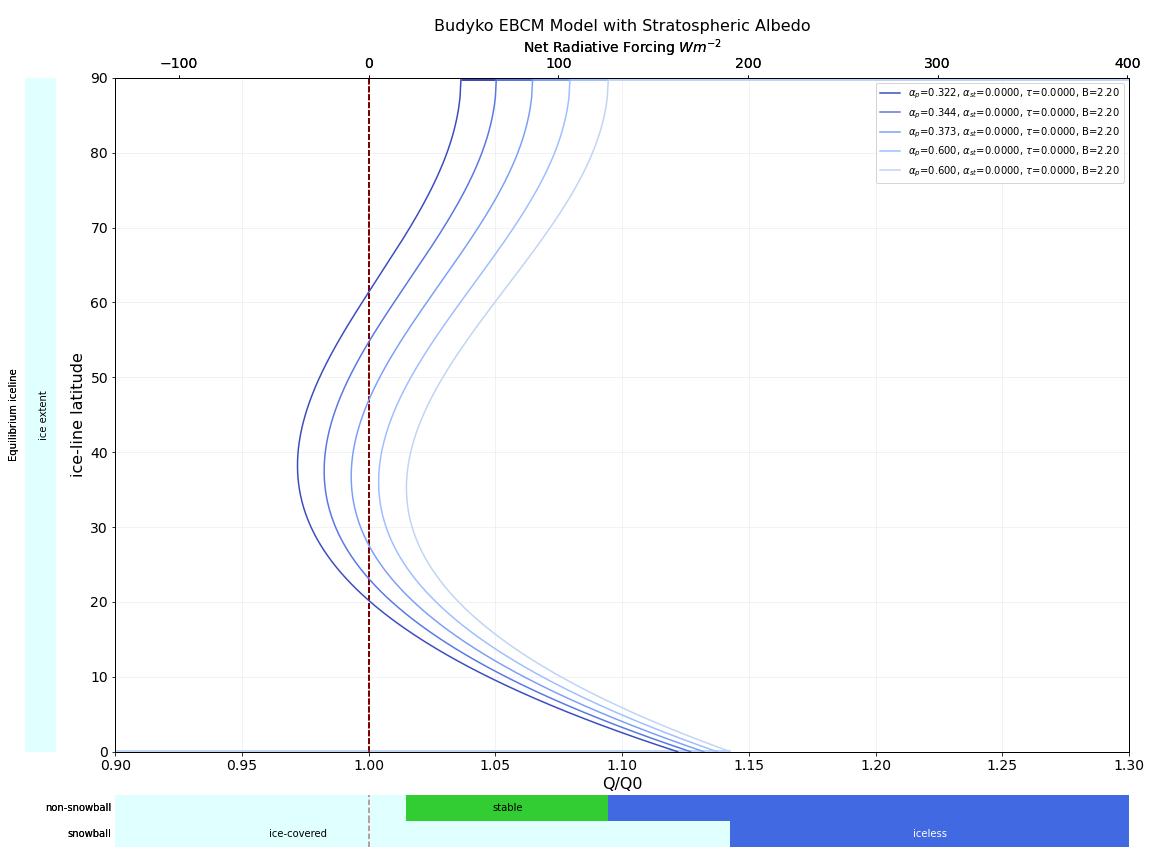 Budyko EBCM Model with Stratospheric Albedo
Net Radiative Forcing Wm⁻²
−100 0 100 200 300 400
90
80
70
60
50
40
30
20
10
0
Equilibrium iceline
ice extent
ice-line latitude
αₚ=0.322, αₛₜ=0.0000, τ=0.0000, B=2.20
αₚ=0.344, αₛₜ=0.0000, τ=0.0000, B=2.20
αₚ=0.373, αₛₜ=0.0000, τ=0.0000, B=2.20
αₚ=0.600, αₛₜ=0.0000, τ=0.0000, B=2.20
αₚ=0.600, αₛₜ=0.0000, τ=0.0000, B=2.20
0.90 0.95 1.00 1.05 1.10 1.15 1.20 1.25 1.30
Q/Q0
non-snowball stable
snowball ice-covered iceless